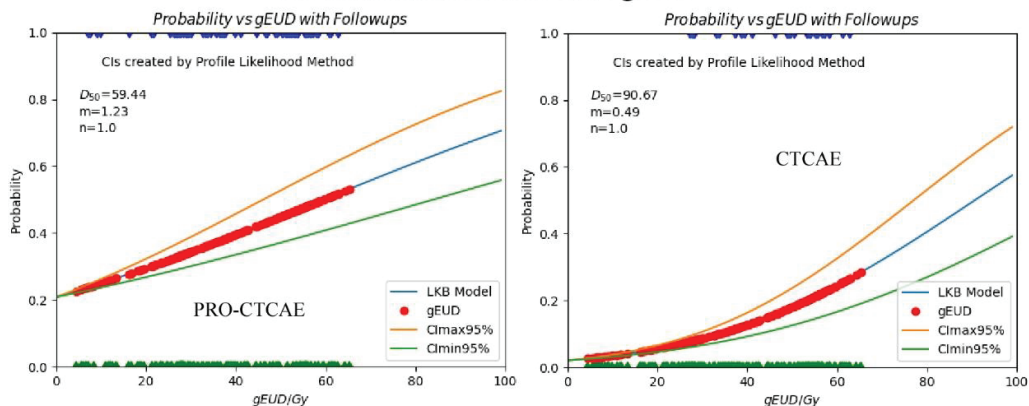 Probability vs gEUD with Followups
CIs created by Profile Likelihood Method
D50=59.44
m=1.23
n=1.0
PRO-CTCAE
LKB Model
gEUD
CImax95%
CImin95%
Probability
1.0
0.8
0.6
0.4
0.2
0.0
0
20
40
60
80
100
gEUD/Gy
Probability vs gEUD with Followups
CIs created by Profile Likelihood Method
D50=90.67
m=0.49
n=1.0
CTCAE
LKB Model
gEUD
CImax95%
CImin95%
Probability
1.0
0.8
0.6
0.4
0.2
0.0
0
20
40
60
80
100
gEUD/Gy